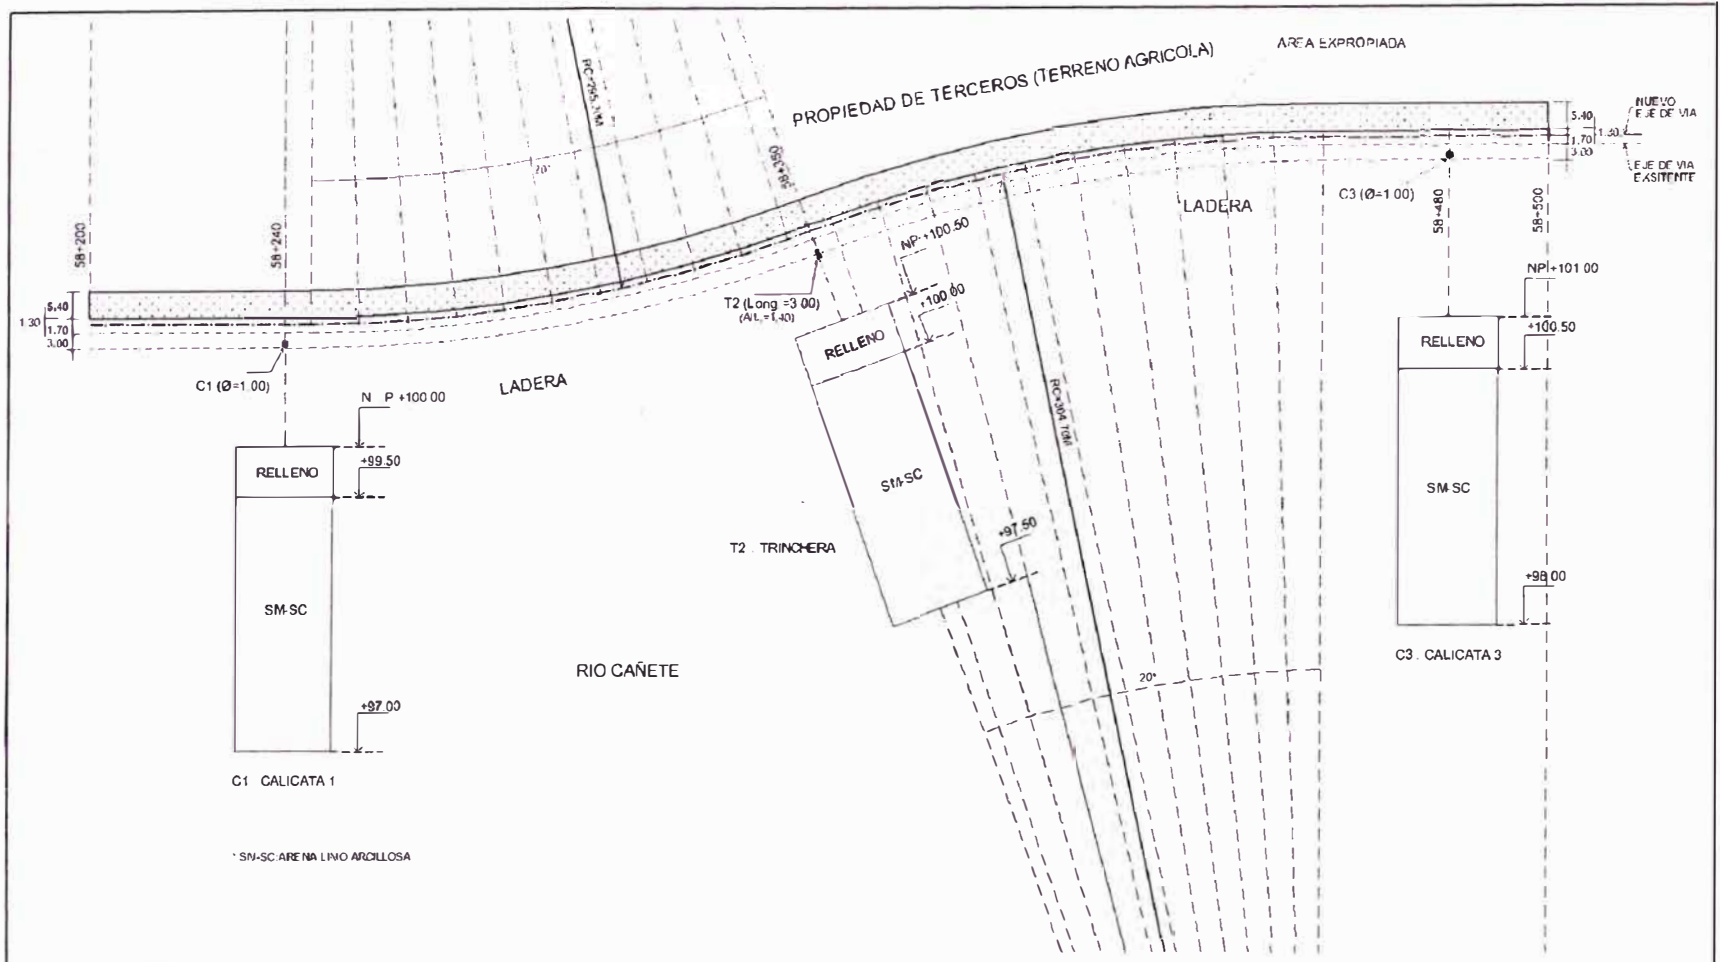 AREA EXPROPIADA
PROPIEDAD DE TERCEROS (TERRENO AGRICOLA)
NUEVO
EJE DE VIA
5.40
1.70
1.30
3.00
EJE DE VIA
EXSITENTE
20°
58+350
C3 (Ø=1.00)
58+480
58+500
LADERA
58+200
58+240
NP +100.50
NP +101.00
5.40
1.30
1.70
3.00
T2 (Long.=3.00)
+100.00
+100.50
RELLENO
RELLENO
C1 (Ø=1.00)
LADERA
N P +100.00
RC=304.70M
RELLENO
+99.50
SM-SC
SM-SC
T2 . TRINCHERA
+97.50
+98.00
SM-SC
C3 . CALICATA 3
RIO CAÑETE
20°
+97.00
C1 CALICATA 1
* SM-SC:ARENA LIMO ARCILLOSA